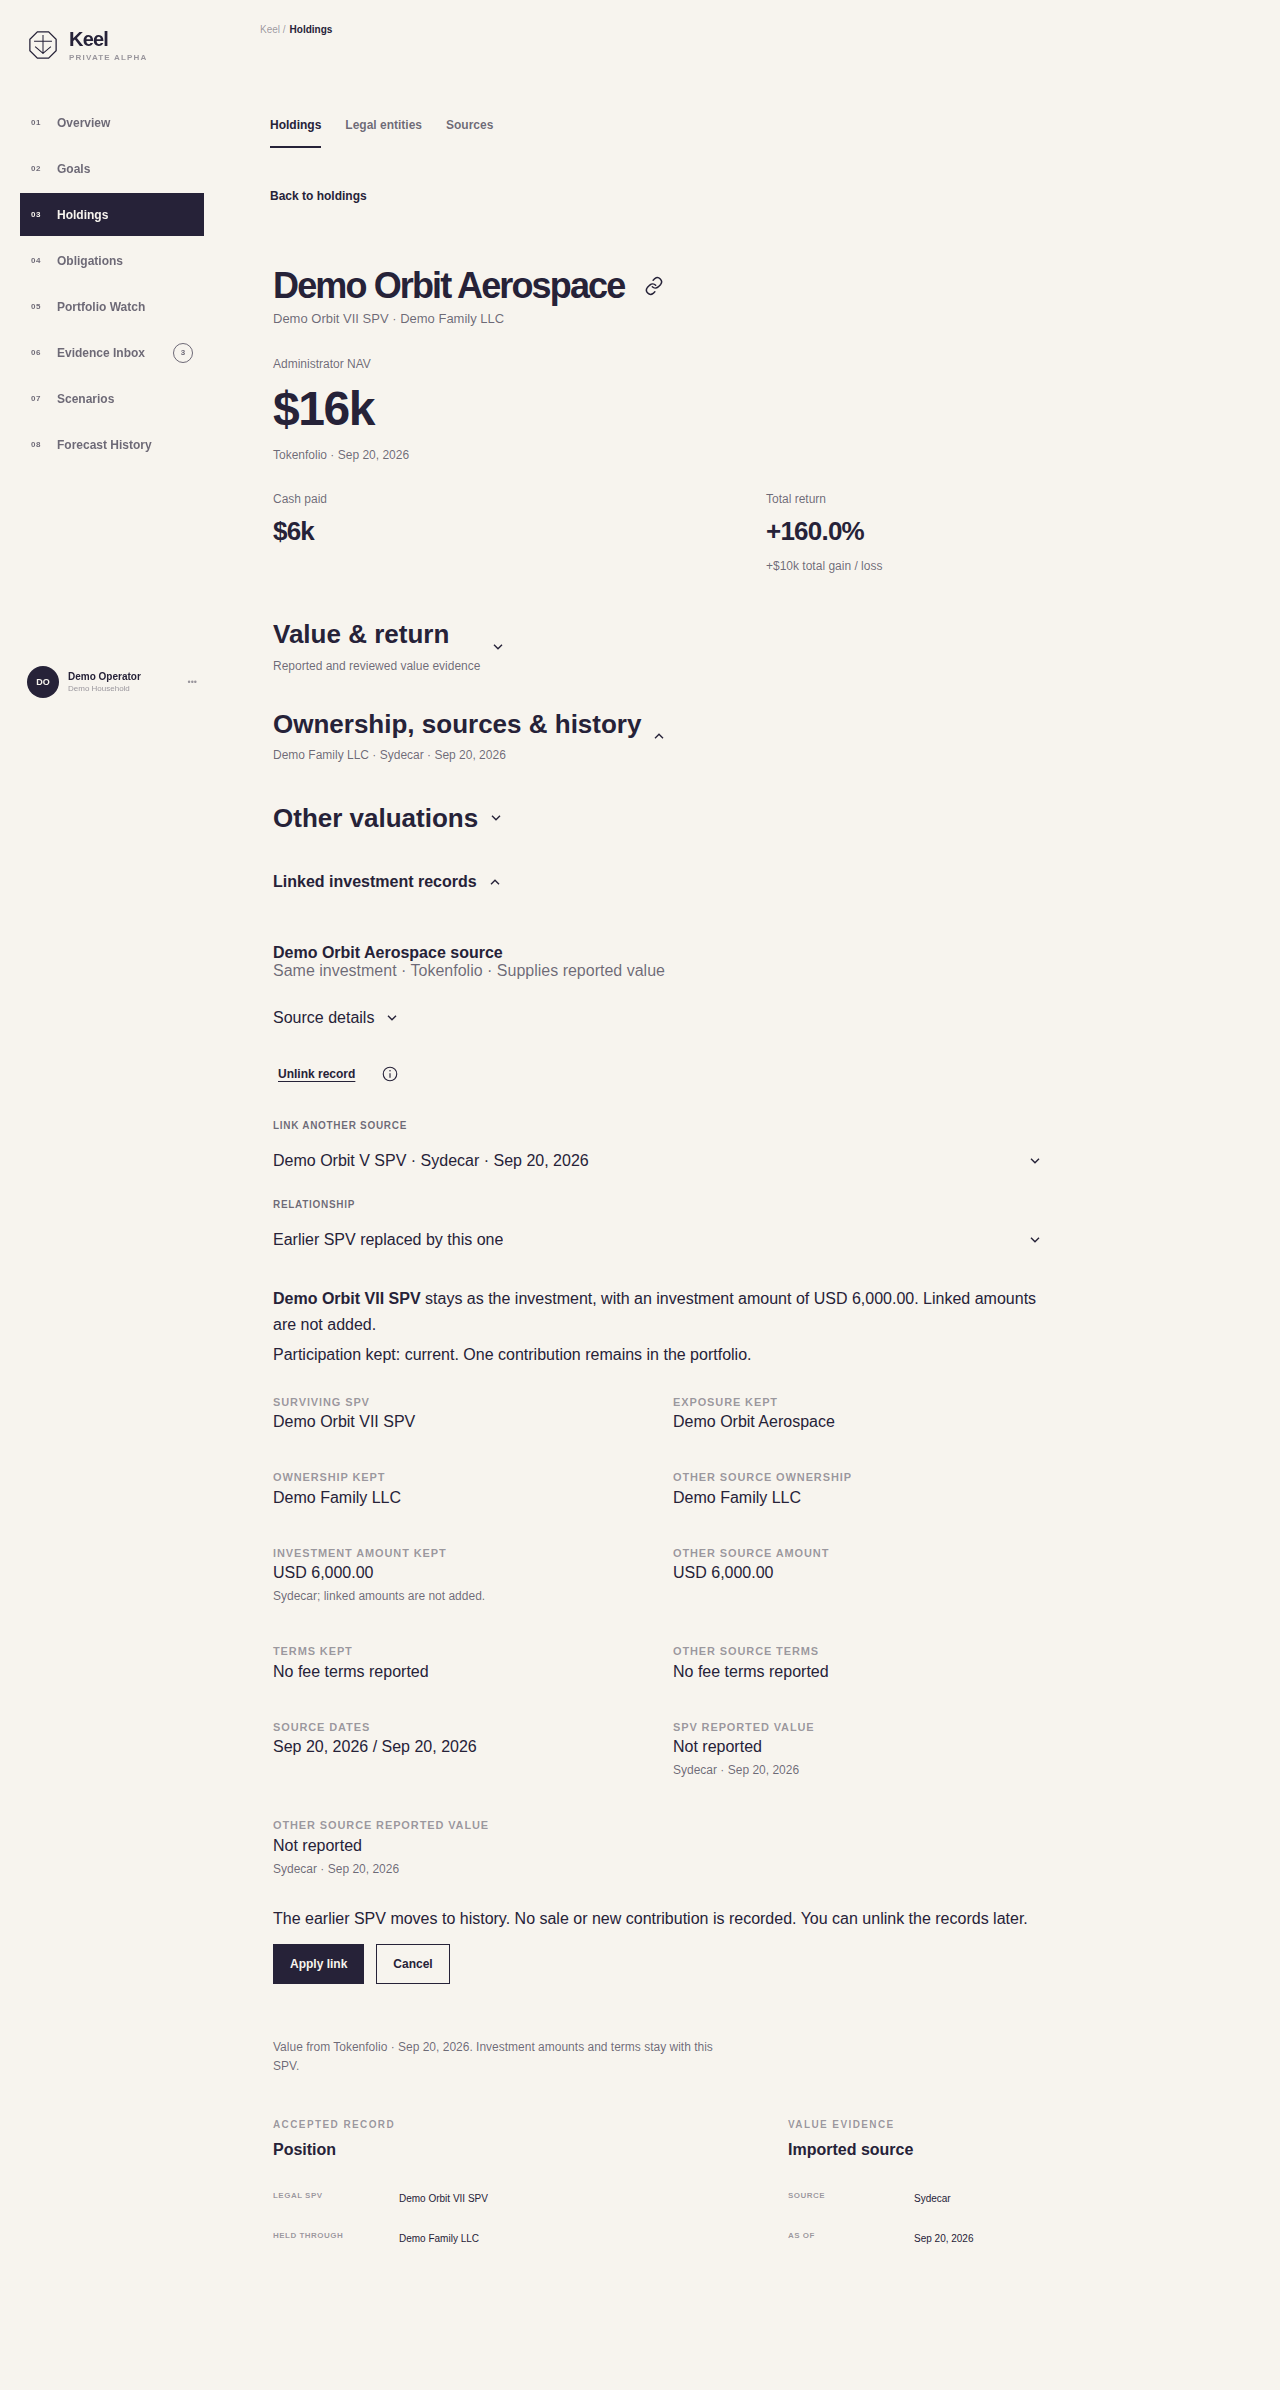 Keel
PRIVATE ALPHA
Keel / Holdings
01 Overview
02 Goals
03 Holdings
04 Obligations
05 Portfolio Watch
06 Evidence Inbox 3
07 Scenarios
08 Forecast History
DO Demo Operator
Demo Household
Holdings Legal entities Sources
Back to holdings
Demo Orbit Aerospace
Demo Orbit VII SPV · Demo Family LLC
Administrator NAV
$16k
Tokenfolio · Sep 20, 2026
Cash paid Total return
$6k +160.0%
+$10k total gain / loss
Value & return
Reported and reviewed value evidence
Ownership, sources & history
Demo Family LLC · Sydecar · Sep 20, 2026
Other valuations
Linked investment records
Demo Orbit Aerospace source
Same investment · Tokenfolio · Supplies reported value
Source details
Unlink record
LINK ANOTHER SOURCE
Demo Orbit V SPV · Sydecar · Sep 20, 2026
RELATIONSHIP
Earlier SPV replaced by this one
Demo Orbit VII SPV stays as the investment, with an investment amount of USD 6,000.00. Linked amounts
are not added.
Participation kept: current. One contribution remains in the portfolio.
SURVIVING SPV EXPOSURE KEPT
Demo Orbit VII SPV Demo Orbit Aerospace
OWNERSHIP KEPT OTHER SOURCE OWNERSHIP
Demo Family LLC Demo Family LLC
INVESTMENT AMOUNT KEPT OTHER SOURCE AMOUNT
USD 6,000.00 USD 6,000.00
Sydecar; linked amounts are not added.
TERMS KEPT OTHER SOURCE TERMS
No fee terms reported No fee terms reported
SOURCE DATES SPV REPORTED VALUE
Sep 20, 2026 / Sep 20, 2026 Not reported
Sydecar · Sep 20, 2026
OTHER SOURCE REPORTED VALUE
Not reported
Sydecar · Sep 20, 2026
The earlier SPV moves to history. No sale or new contribution is recorded. You can unlink the records later.
Apply link Cancel
Value from Tokenfolio · Sep 20, 2026. Investment amounts and terms stay with this
SPV.
ACCEPTED RECORD VALUE EVIDENCE
Position Imported source
LEGAL SPV Demo Orbit VII SPV SOURCE Sydecar
HELD THROUGH Demo Family LLC AS OF Sep 20, 2026